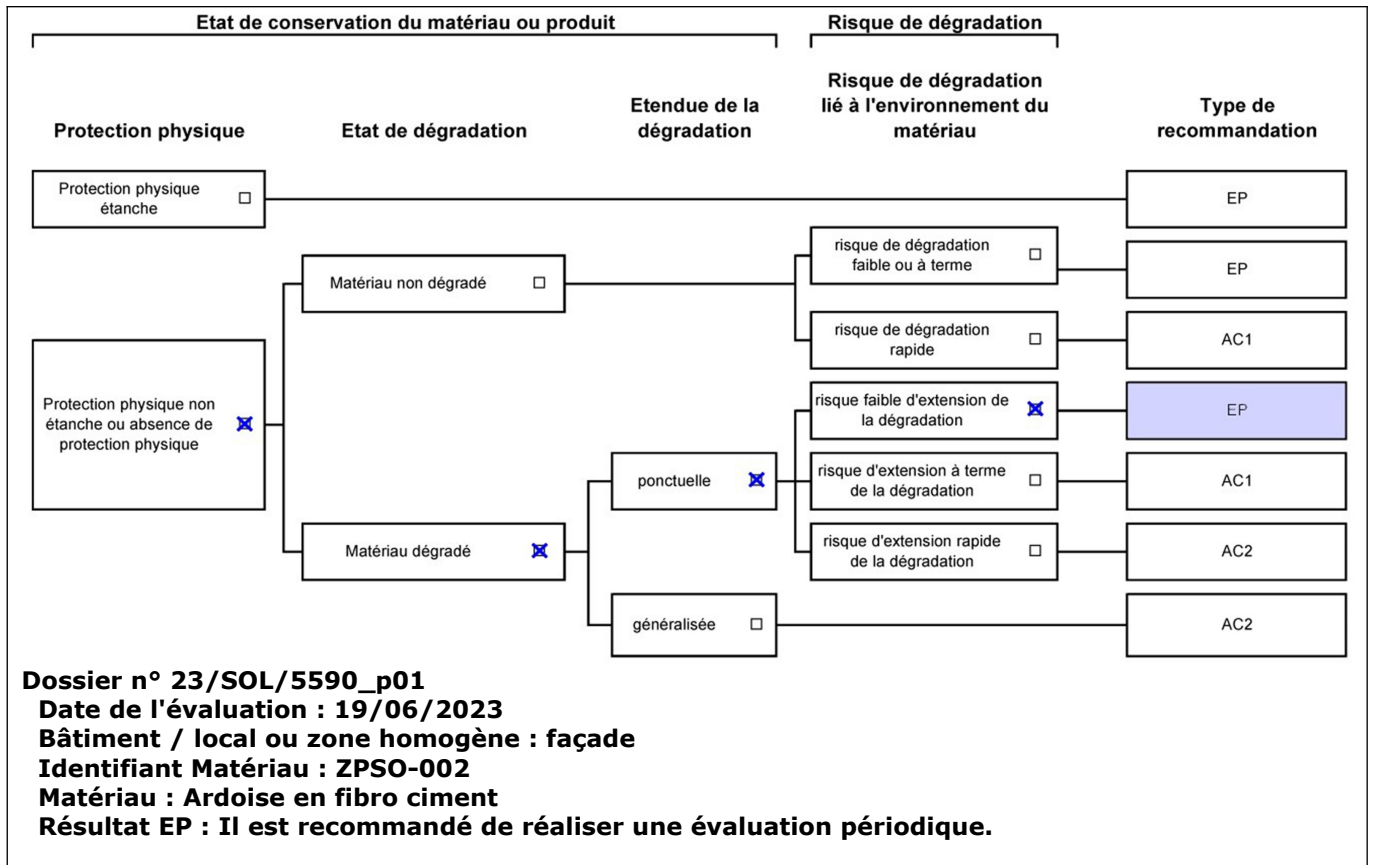 Etat de conservation du matériau ou produit
Risque de dégradation
Protection physique
Etat de dégradation
Etendue de la
dégradation
Risque de dégradation
lié à l'environnement du
matériau
Type de
recommandation
Protection physique
étanche
EP
risque de dégradation
faible ou à terme
EP
Matériau non dégradé
risque de dégradation
rapide
AC1
Protection physique non
étanche ou absence de
protection physique
risque faible d'extension de
la dégradation
EP
ponctuelle
risque d'extension à terme
de la dégradation
AC1
Matériau dégradé
risque d'extension rapide
de la dégradation
AC2
généralisée
AC2
Dossier n° 23/SOL/5590_p01
Date de l'évaluation : 19/06/2023
Bâtiment / local ou zone homogène : façade
Identifiant Matériau : ZPSO-002
Matériau : Ardoise en fibro ciment
Résultat EP : Il est recommandé de réaliser une évaluation périodique.